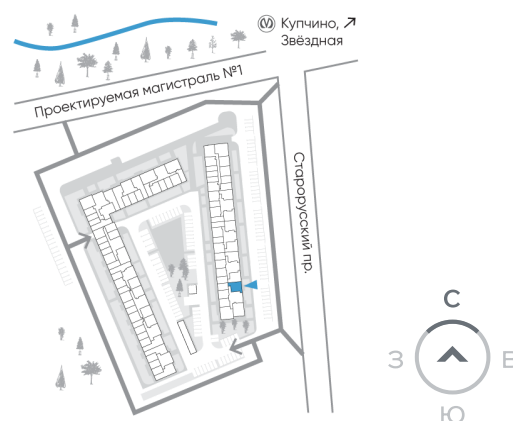 Купчино,
Звёздная
Проектируемая магистраль №1
Старорусский пр.
С
З
В
Ю